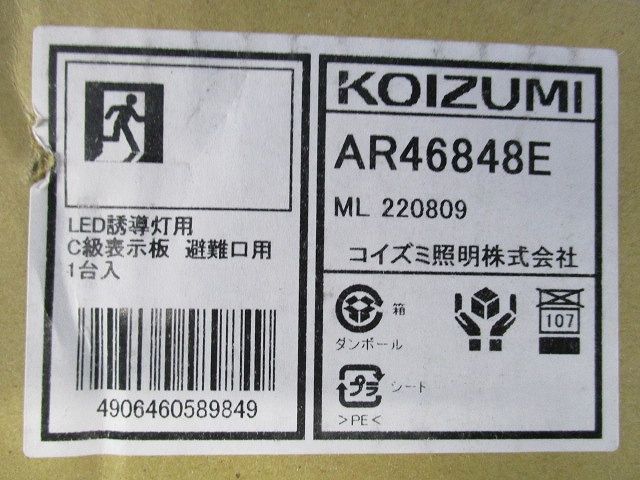 LED誘導灯用
C級表示板 避難口用
1台入
4906460589849
KOIZUMI
AR46848E
ML 220809
コイズミ照明株式会社
箱
ダンボール
107
プラ
シート
>PE<